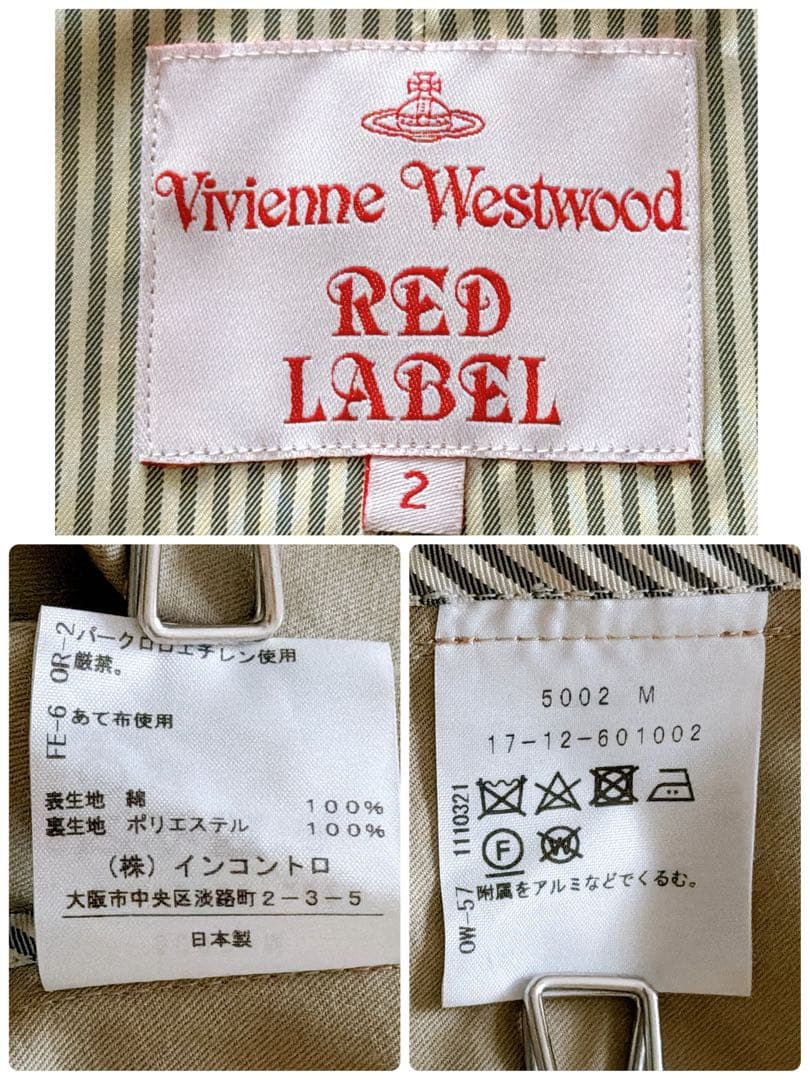 Vivienne Westwood
RED
LABEL
2
OR-2
FE-6
パークロロエチレン使用
厳禁。
あて布使用
表生地 綿 100%
裏生地 ポリエステル 100%
(株)インコントロ
大阪市中央区淡路町2-3-5
日本製
5002 M
17-12-601002
F
W
附属をアルミなどでくるむ。
OW-57 1110321